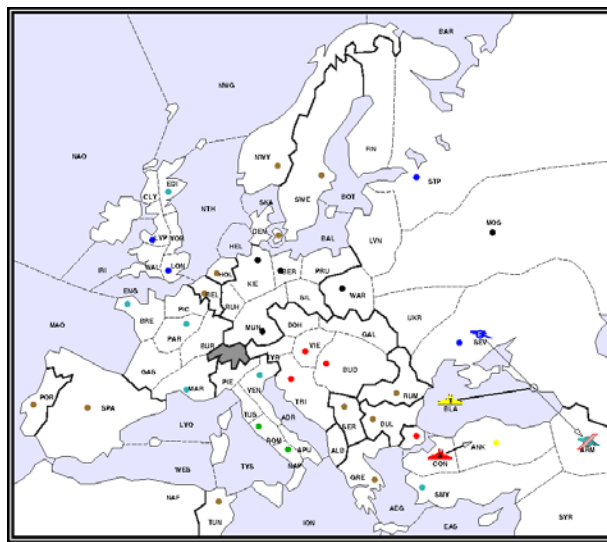 BAR
NWG
NAO
FIN
NWY
SWE
STP
EDI
CLY
BOT
NTH
SKA
MOS
LVP
YOR
DEN
BAL
LVN
HEL
WAL
LON
HOL
KIE
BER
PRU
IRI
WAR
ENG
BEL
RUH
SIL
PIC
UKR
BRE
MAO
PAR
MUN
BOH
GAL
SEV
BUR
VIE
TYR
BUD
GAS
MAR
PIE
VEN
TRI
RUM
BLA
POR
SPA
TUS
ADR
SER
BUL
LYO
ROM
APU
ALB
CON
ANK
ARM
WES
TYS
NAP
GRE
SMY
NAF
TUN
ION
AEG
EAS
SYR